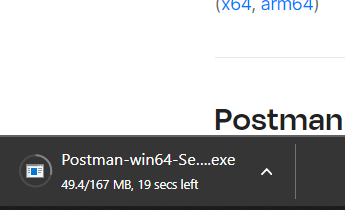 (x64, arm64)
Postman
Postman-win64-Se....exe
49.4/167 MB, 19 secs left